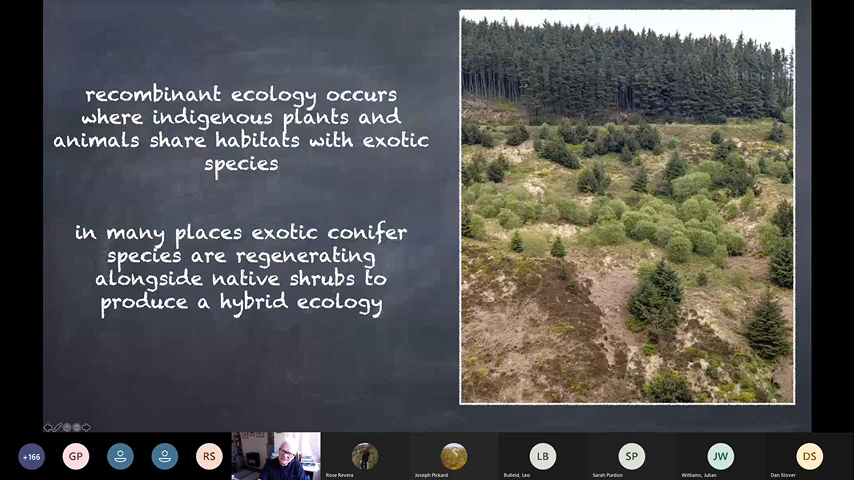 recombinant ecology occurs
where indigenous plants and
animals share habitats with exotic
species
in many places exotic conifer
species are regenerating
alongside native shrubs to
produce a hybrid ecology
+166
GP
RS
LB
SP
JW
DS
Rose Revera
Joseph Pickard
Bulleid, Leo
Sarah Purdon
Williams, Julian
Dan Stover